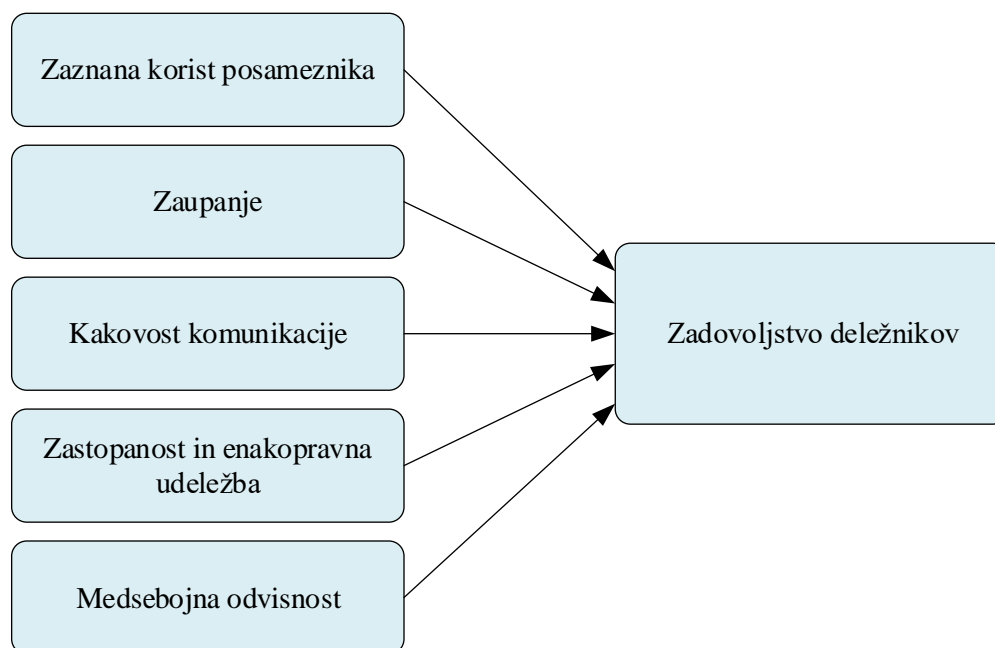 Zaznana korist posameznika
Zaupanje
Kakovost komunikacije
Zastopanost in enakopravna
udeležba
Medsebojna odvisnost
Zadovoljstvo deležnikov